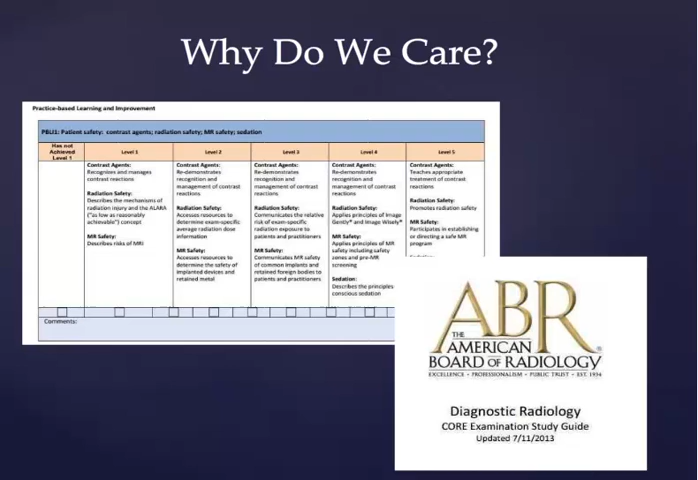 Why Do We Care?
Practice-based Learning and Improvement
PBLI1: Patient safety: contrast agents; radiation safety; MR safety; sedation
Has not
Achieved
Level 1
Level 1
Level 2
Level 3
Level 4
Level 5
Contrast Agents:
Recognizes and manages
contrast reactions
Radiation Safety:
Describes the mechanisms of
radiation injury and the ALARA
("as low as reasonably
achievable") concept
MR Safety:
Describes risks of MRI
Contrast Agents:
Re-demonstrates
recognition and
management of contrast
reactions
Radiation Safety:
Accesses resources to
determine exam-specific
average radiation dose
information
MR Safety:
Accesses resources to
determine the safety of
implanted devices and
retained metal
Contrast Agents:
Re-demonstrates
recognition and
management of contrast
reactions
Radiation Safety:
Communicates the relative
risk of exam-specific
radiation exposure to
patients and practitioners
MR Safety:
Communicates MR safety
of common implants and
retained foreign bodies to
patients and practitioners
Contrast Agents:
Re-demonstrates
recognition and
management of contrast
reactions
Radiation Safety:
Applies principles of Image
Gently® and Image Wisely®
MR Safety:
Applies principles of MR
safety including safety
zones and pre-MR
screening
Sedation:
Describes the principles
conscious sedation
Contrast Agents:
Teaches appropriate
treatment of contrast
reactions
Radiation Safety:
Promotes radiation safety
MR Safety:
Participates in establishing
or directing a safe MR
program
Comments:
ABR
THE
AMERICAN
BOARD OF RADIOLOGY
EXCELLENCE • PROFESSIONALISM • PUBLIC TRUST • EST. 1934
Diagnostic Radiology
CORE Examination Study Guide
Updated 7/11/2013